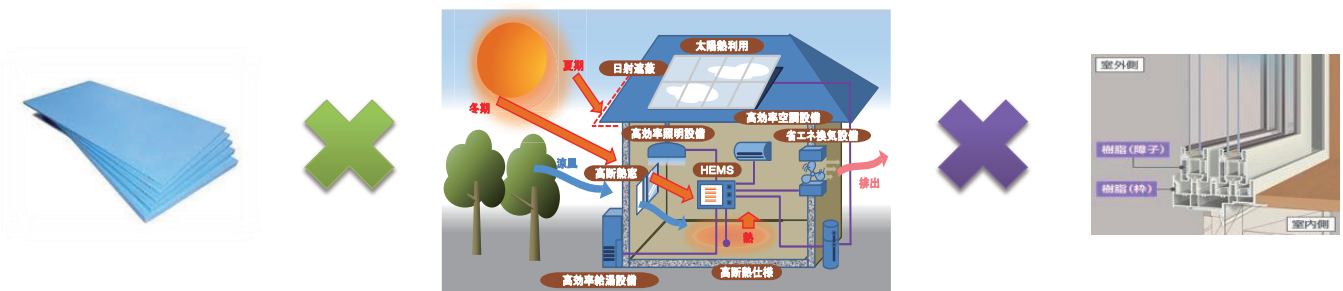 太陽熱利用
夏期
日射遮蔽
冬期
高効率空調設備
高効率照明設備
省エネ換気設備
涼風
高断熱窓
HEMS
排出
熱
高断熱仕様
高効率給湯設備
室外側
樹脂(障子)
樹脂(枠)
室内側